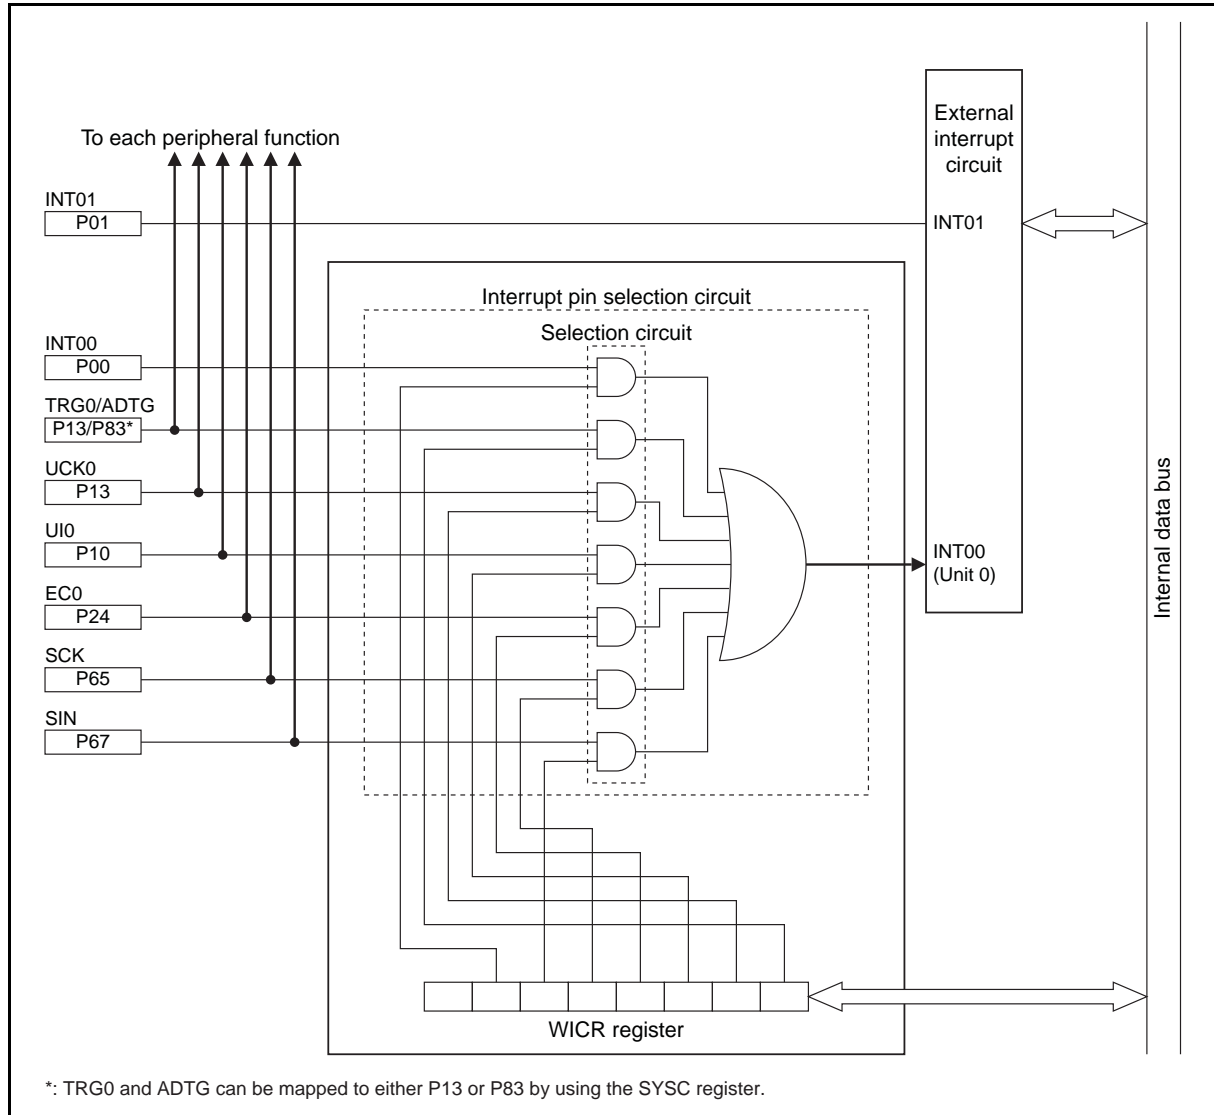 To each peripheral function
External
interrupt
circuit
INT01
P01
INT01
Interrupt pin selection circuit
Selection circuit
INT00
P00
TRG0/ADTG
P13/P83*
UCK0
P13
UI0
P10
EC0
P24
SCK
P65
SIN
P67
INT00
(Unit 0)
Internal data bus
WICR register
*: TRG0 and ADTG can be mapped to either P13 or P83 by using the SYSC register.